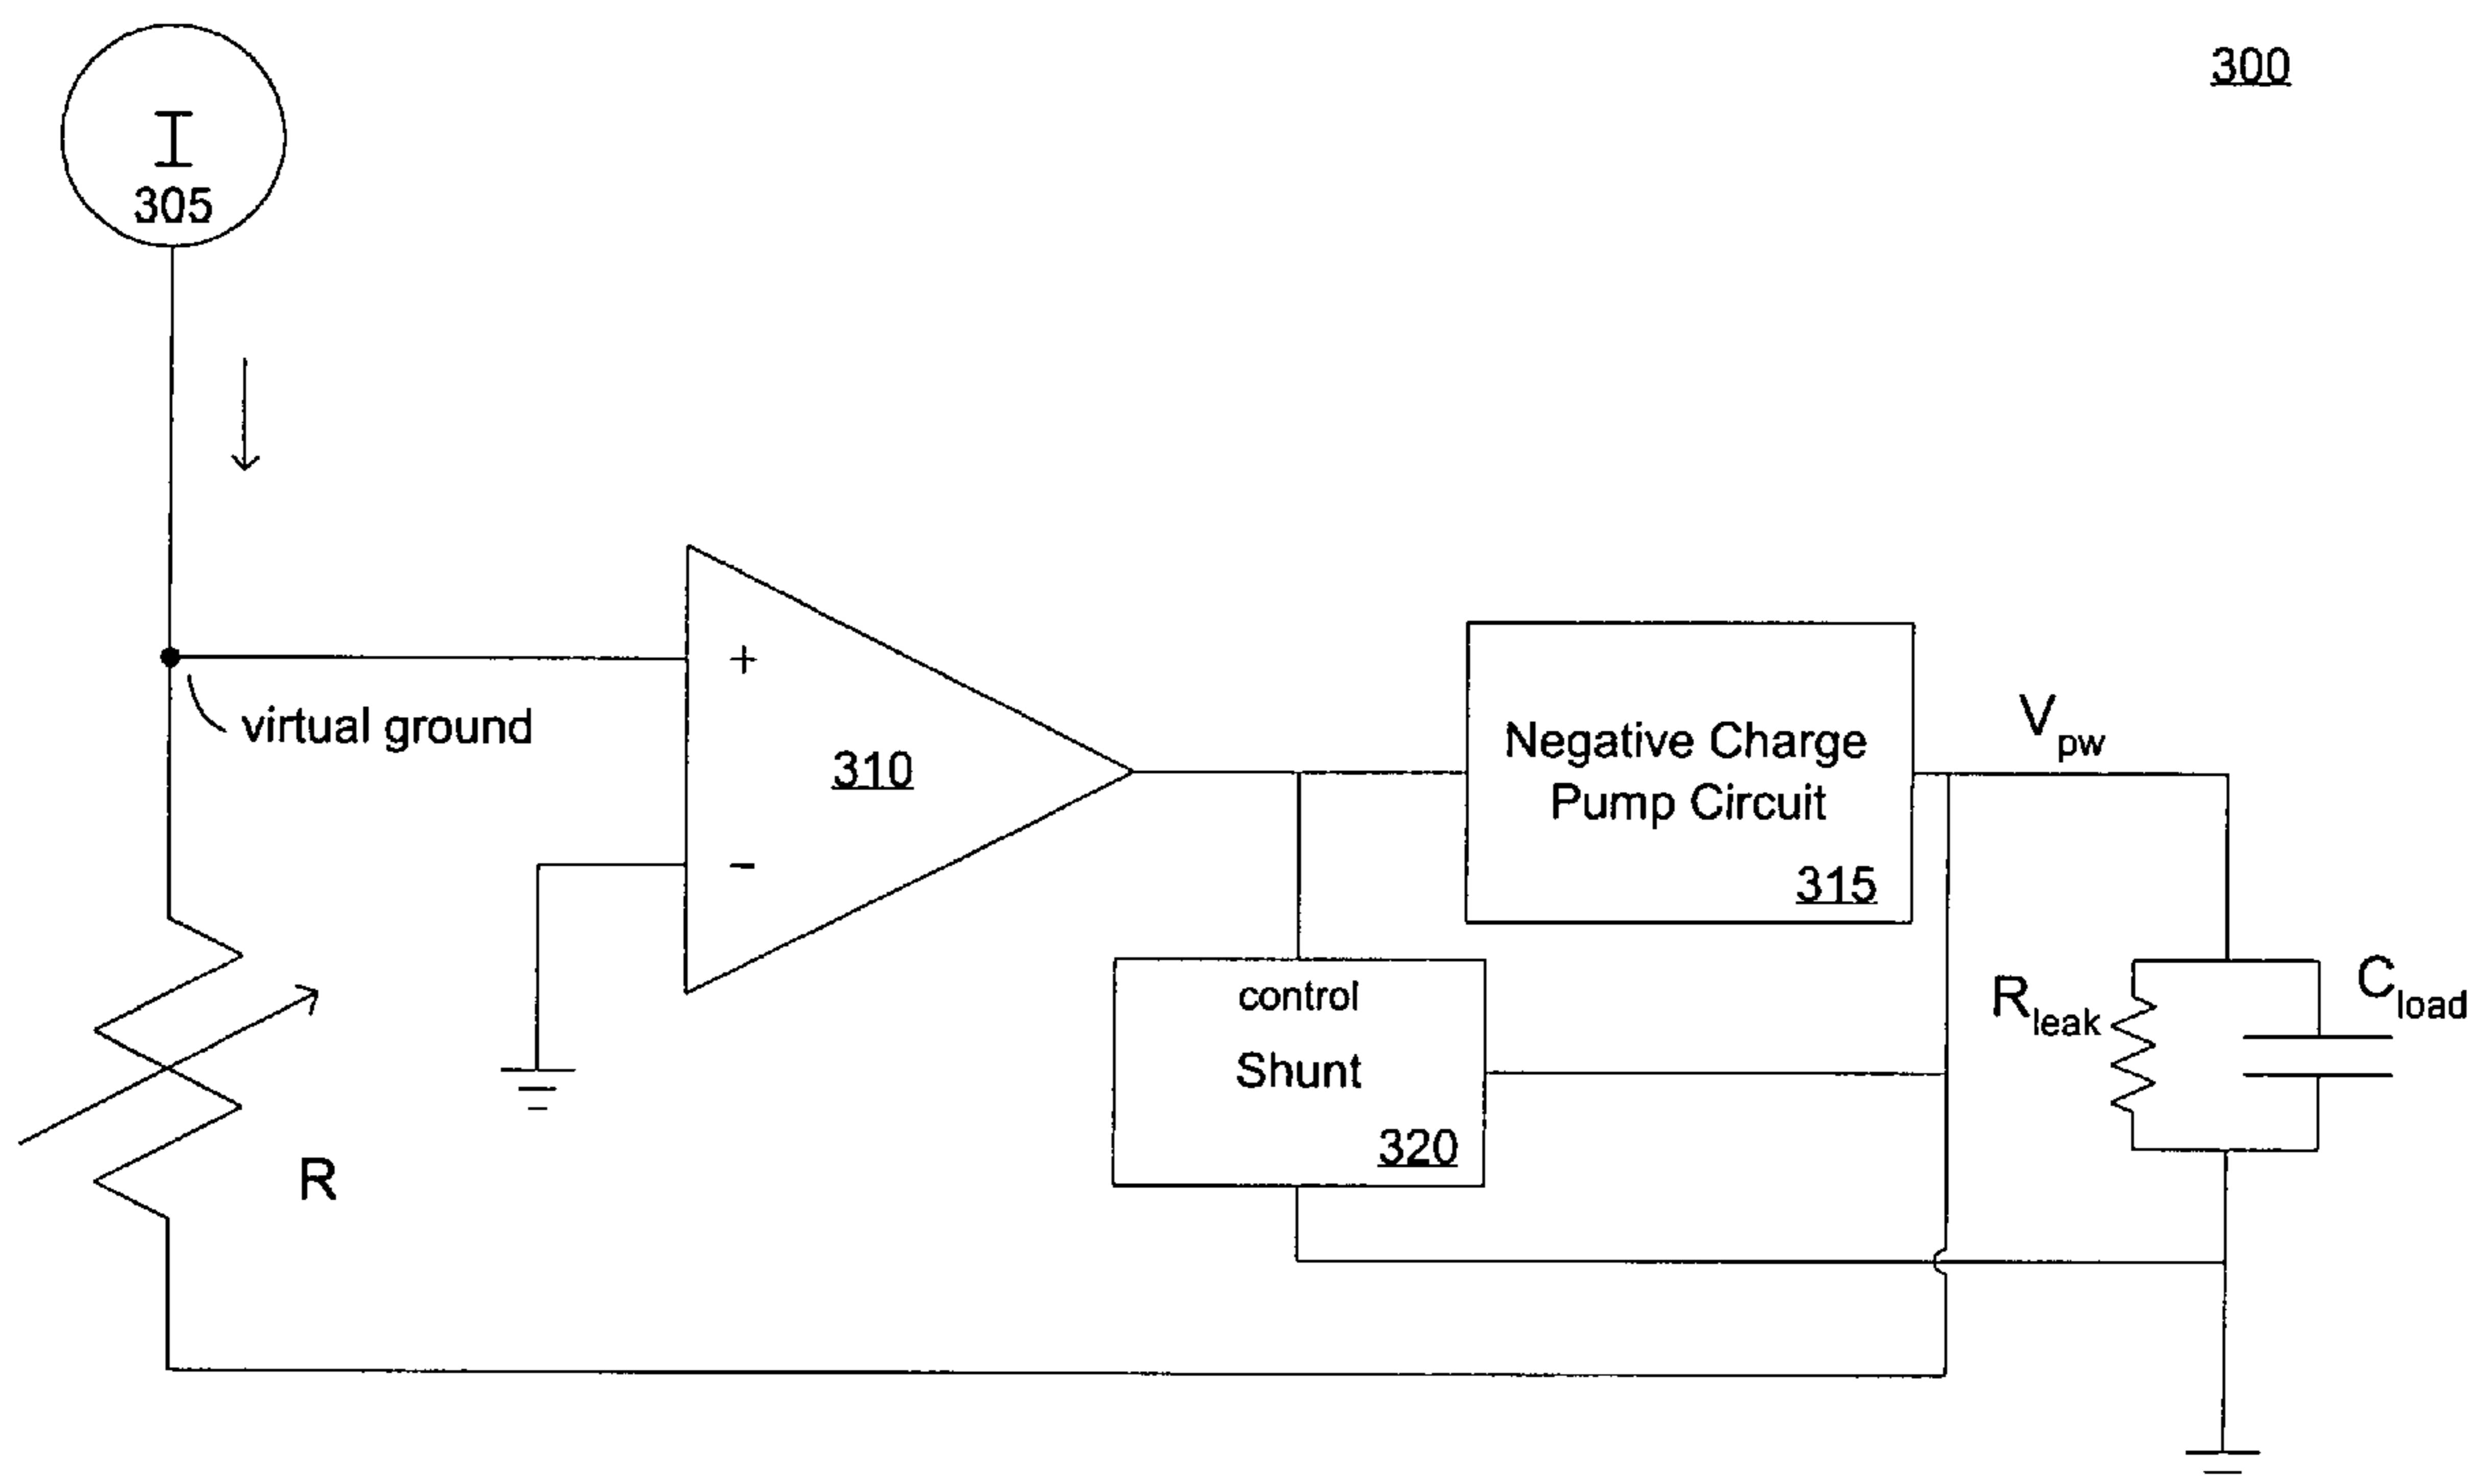 300
I
305
+
virtual ground
310
−
Negative Charge
Pump Circuit
315
Vpw
control
Shunt
320
Rleak
Cload
R